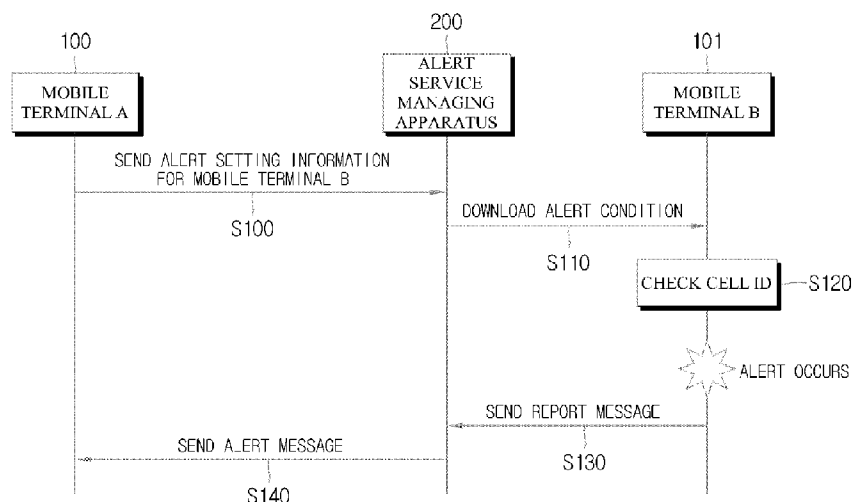 100
200
101
MOBILE
TERMINAL A
ALERT
SERVICE
MANAGING
APPARATUS
MOBILE
TERMINAL B
SEND ALERT SETTING INFORMATION
FOR MOBILE TERMINAL B
S100
DOWNLOAD ALERT CONDITION
S110
CHECK CELL ID
S120
ALERT OCCURS
SEND REPORT MESSAGE
S130
SEND ALERT MESSAGE
S140